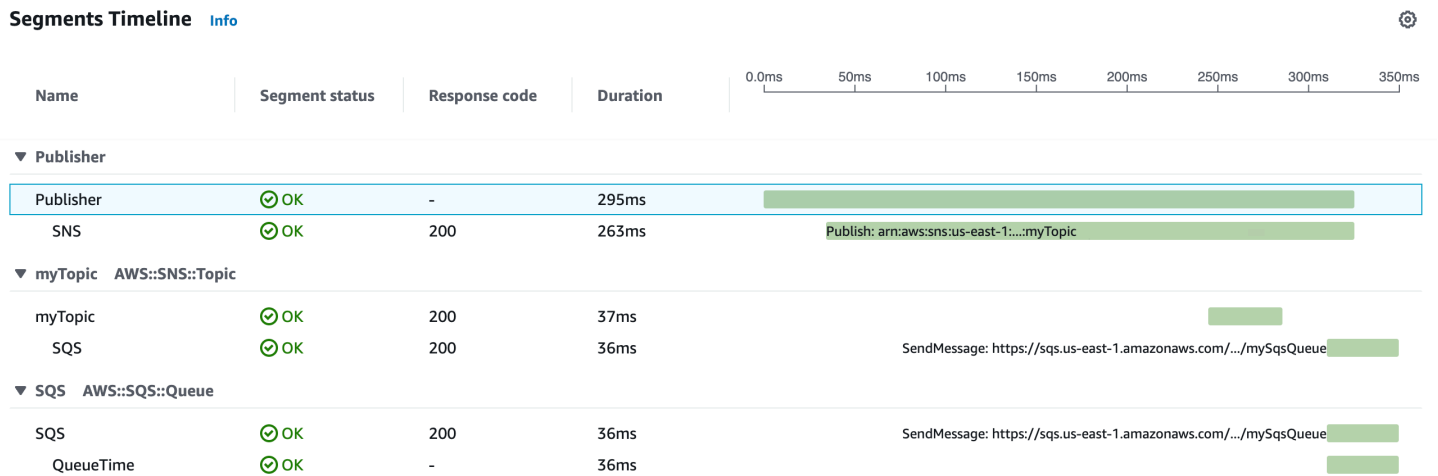 Segments Timeline Info
0.0ms 50ms 100ms 150ms 200ms 250ms 300ms 350ms
Name Segment status Response code Duration
Publisher
Publisher OK - 295ms
SNS OK 200 263ms Publish: arn:aws:sns:us-east-1:...:myTopic
myTopic AWS::SNS::Topic
myTopic OK 200 37ms
SQS OK 200 36ms SendMessage: https://sqs.us-east-1.amazonaws.com/.../mySqsQueue
SQS AWS::SQS::Queue
SQS OK 200 36ms SendMessage: https://sqs.us-east-1.amazonaws.com/.../mySqsQueue
QueueTime OK - 36ms